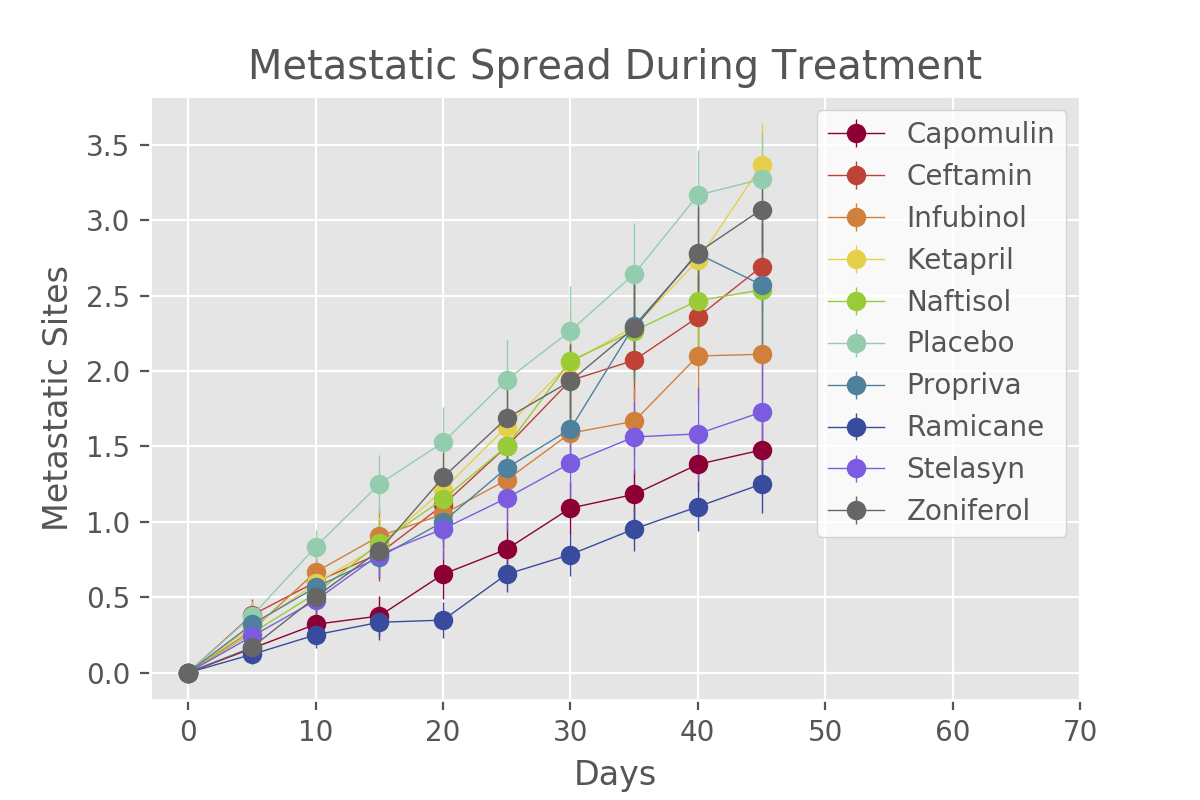 Metastatic Spread During Treatment
Metastatic Sites
3.5
3.0
2.5
2.0
1.5
1.0
0.5
0.0
Capomulin
Ceftamin
Infubinol
Ketapril
Naftisol
Placebo
Propriva
Ramicane
Stelasyn
Zoniferol
0 10 20 30 40 50 60 70
Days